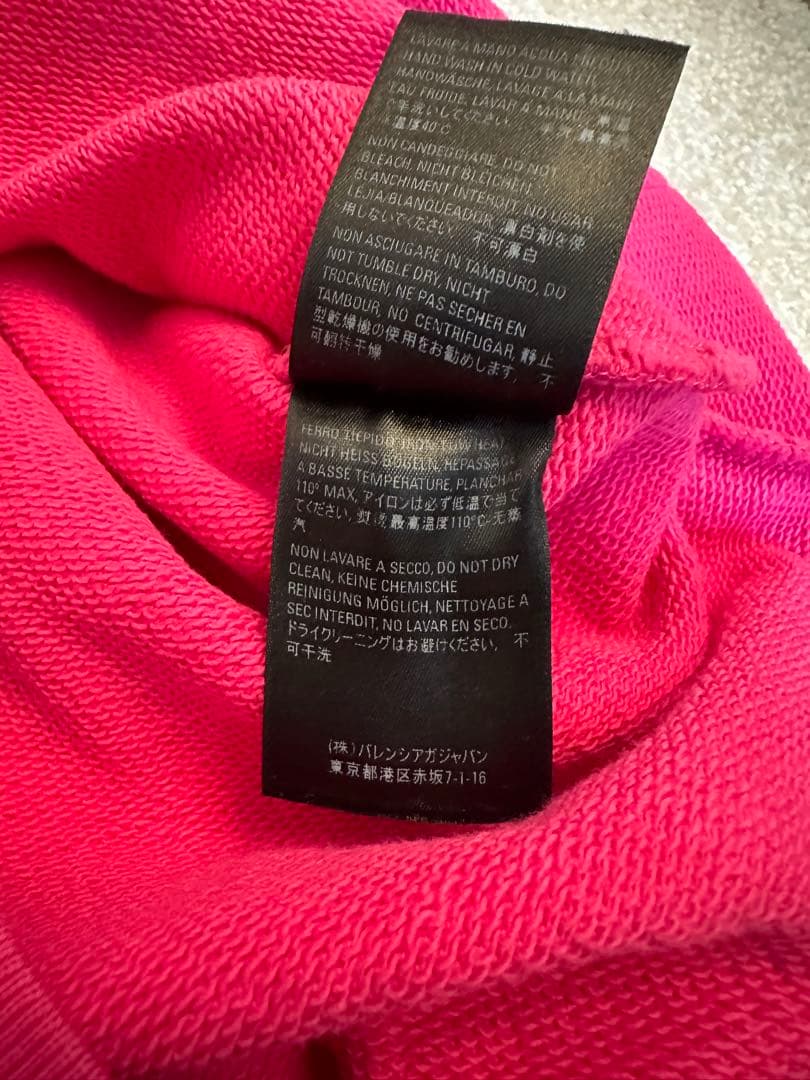 LAVARE A MANO ACQUA
HAND WASH IN COLD WATER,
HANDWÄSCHE, LAVAGE A LA MAIN
EAU FROIDE, LAVAR A MANO,
手洗いしてください
温度40°C
NON CANDEGGIARE, DO NOT
BLEACH, NICHT BLEICHEN,
BLANCHIMENT INTERDIT, NO USAR
LEJIA/BLANQUEADOR, 漂白剤を使
用しないでください 不可漂白
NON ASCIUGARE IN TAMBURO, DO
NOT TUMBLE DRY, NICHT
TROCKNEN, NE PAS SECHER EN
TAMBOUR, NO CENTRIFUGAR, 静止
型乾燥機の使用をお勧めします, 不
可翻转干燥
FERRO TIEPIDO,
NICHT HEISS BÜGELN, REPASSAGE
A BASSE TEMPÉRATURE, PLANCHAR
110° MAX, アイロンは必ず低温で当て
てください, 熨烫最高温度110°C-无蒸
汽
NON LAVARE A SECCO, DO NOT DRY
CLEAN, KEINE CHEMISCHE
REINIGUNG MÖGLICH, NETTOYAGE A
SEC INTERDIT, NO LAVAR EN SECO.
ドライクリーニングはお避けください, 不
可干洗
(株)バレンシアガジャパン
東京都港区赤坂7-1-16